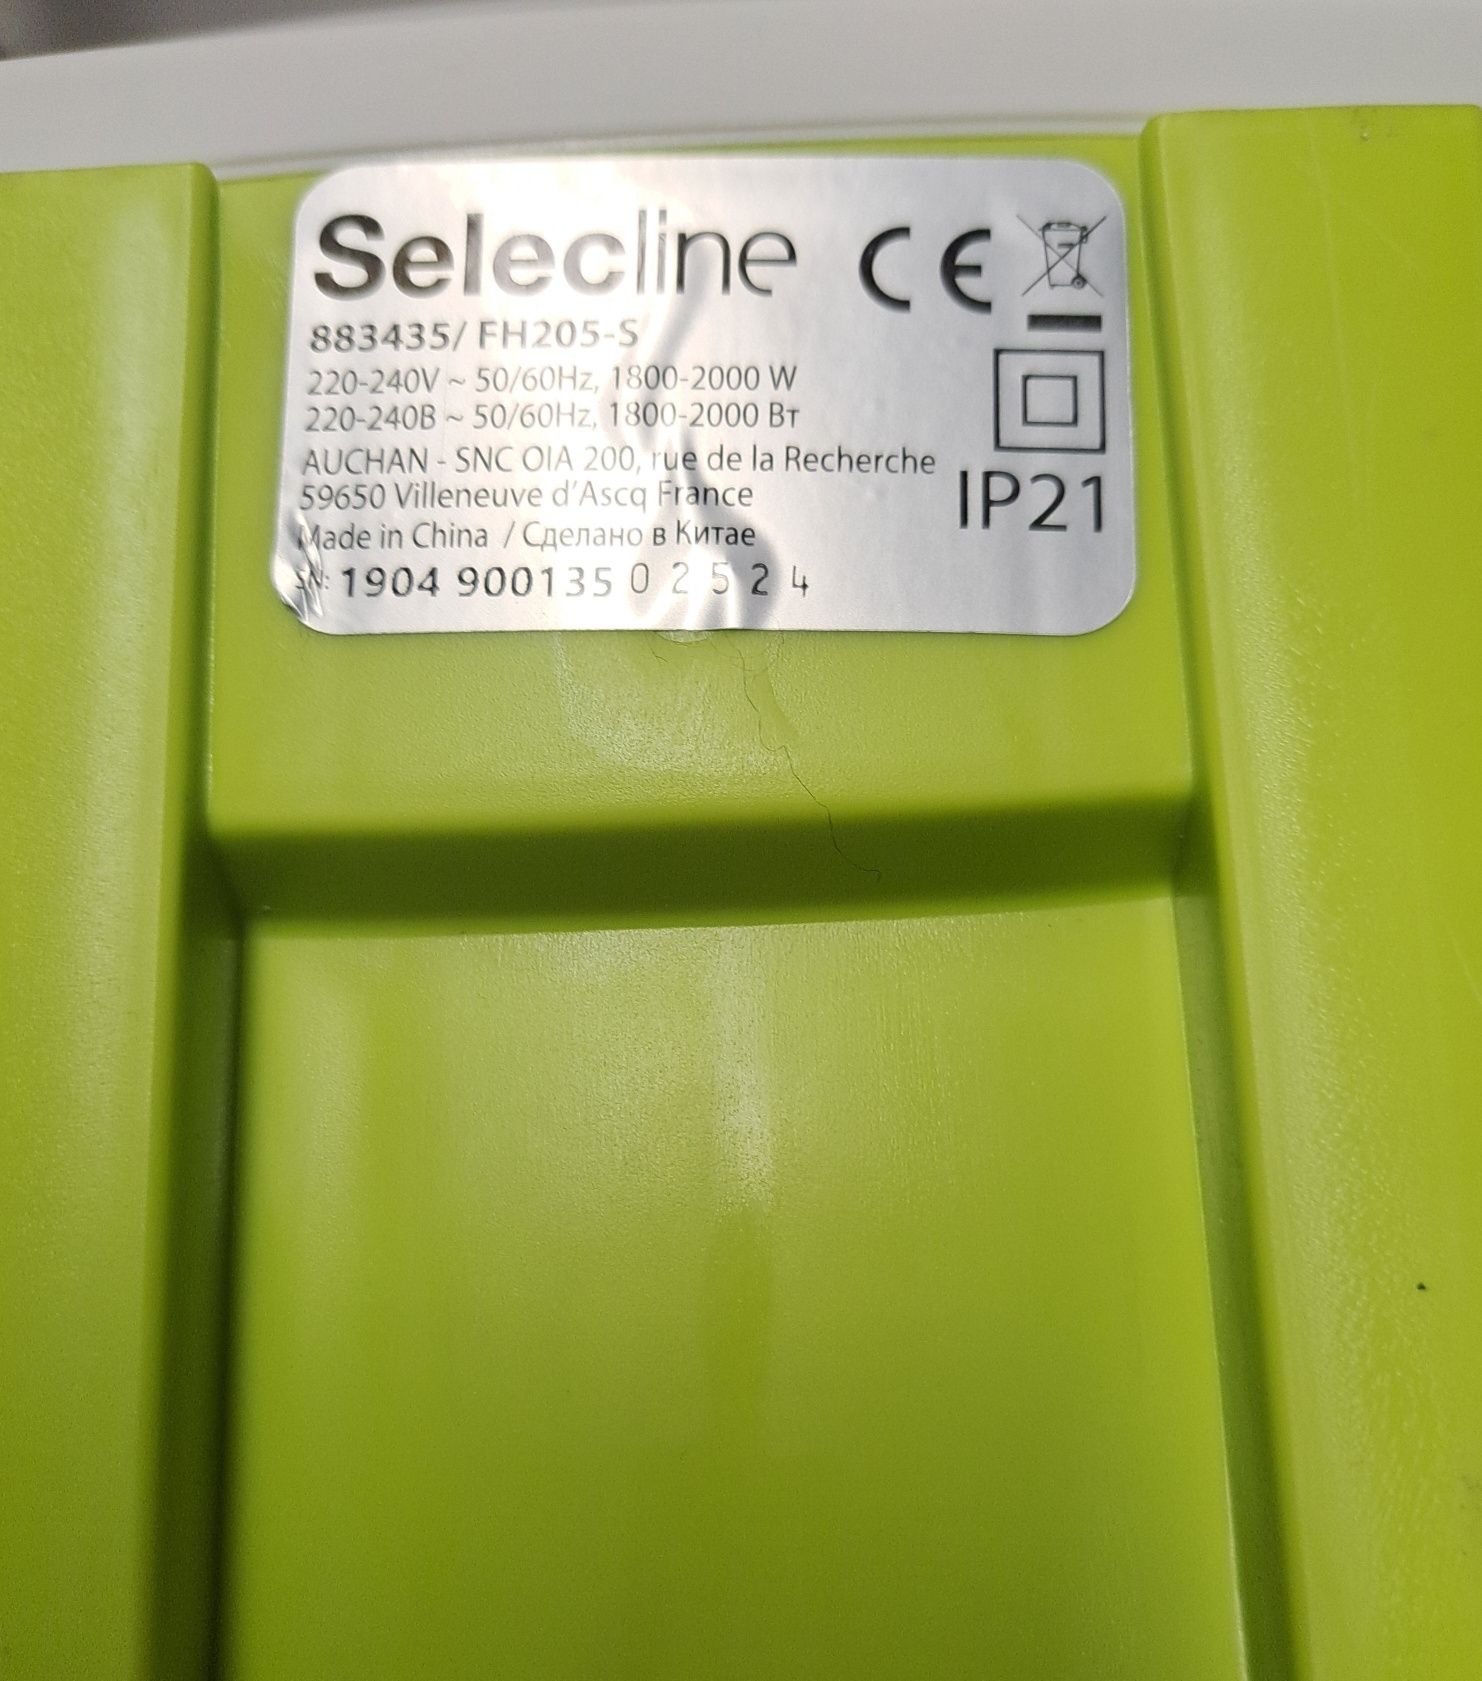 Selecline CE
883435/ FH205-S
220-240V ~ 50/60Hz, 1800-2000 W
220-240В ~ 50/60Hz, 1800-2000 Вт
AUCHAN - SNC OIA 200, rue de la Recherche
59650 Villeneuve d'Ascq France
IP21
Made in China / Сделано в Китае
SN: 1904 900135 0 2 5 2 4